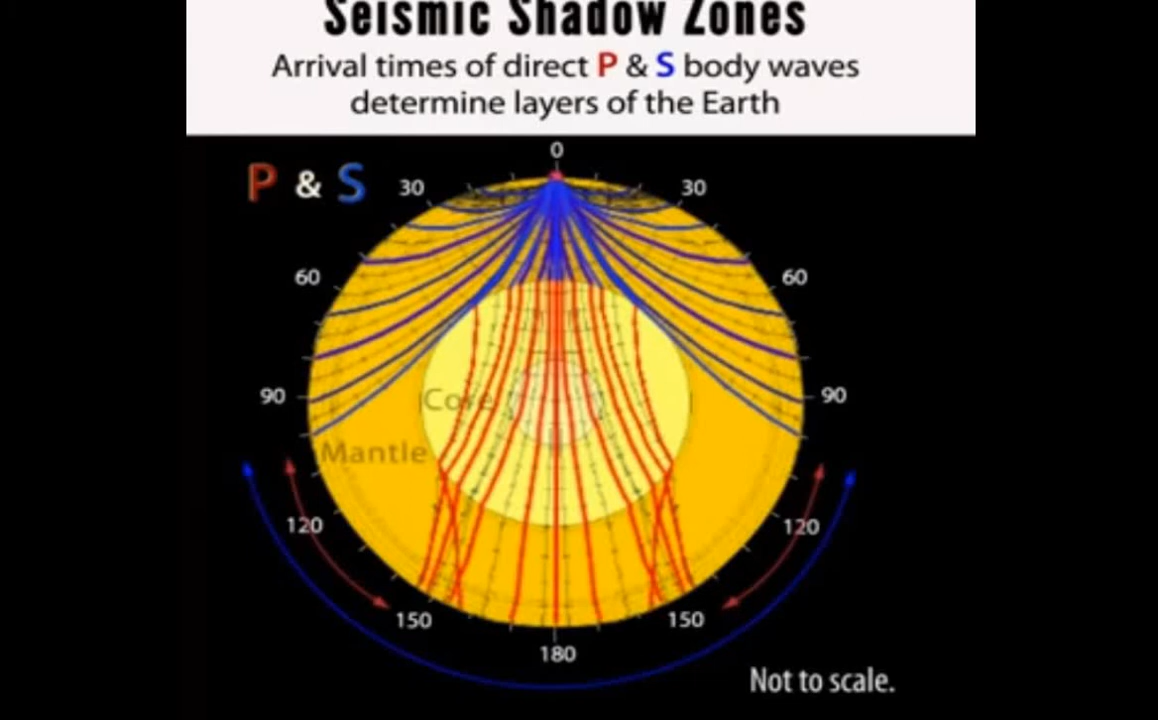 Seismic Shadow Zones
Arrival times of direct P & S body waves
determine layers of the Earth
0
P & S
30
30
60
60
Core
90
90
Mantle
120
120
150
150
180
Not to scale.